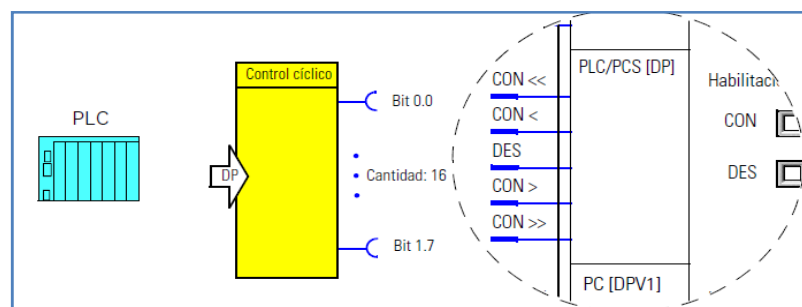 PLC
Control cíclico
DP
Bit 0.0
Cantidad: 16
Bit 1.7
CON <<
CON <
DES
CON >
CON >>
PLC/PCS [DP]
PC [DPV1]
CON
DES